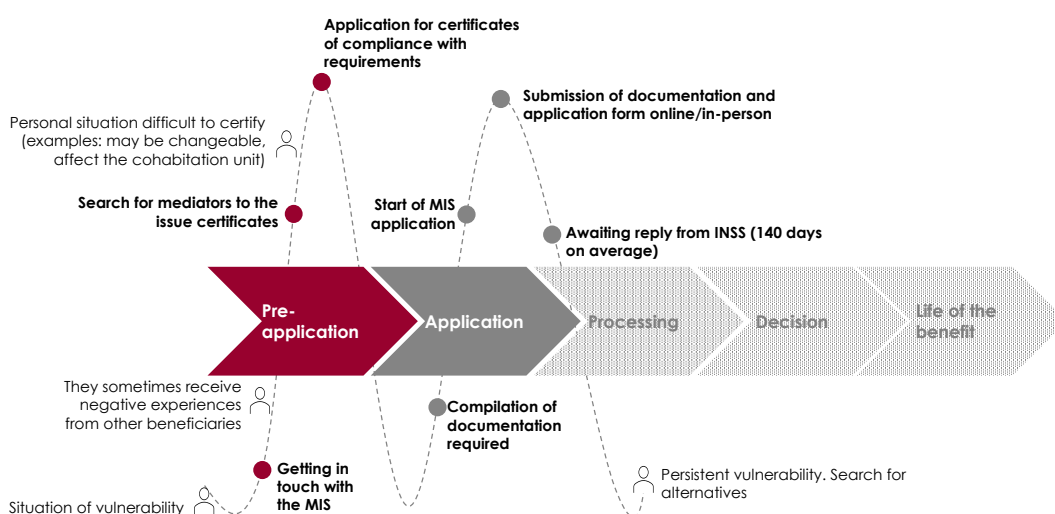 Application for certificates
of compliance with
requirements
Submission of documentation and
application form online/in-person
Personal situation difficult to certify
(examples: may be changeable,
affect the cohabitation unit)
Search for mediators to the
issue certificates
Start of MIS
application
Awaiting reply from INSS (140 days
on average)
Pre-
application
Application
Processing
Decision
Life of the
benefit
They sometimes receive
negative experiences
from other beneficiaries
Compilation of
documentation
required
Getting in
touch with
the MIS
Persistent vulnerability. Search for
alternatives
Situation of vulnerability